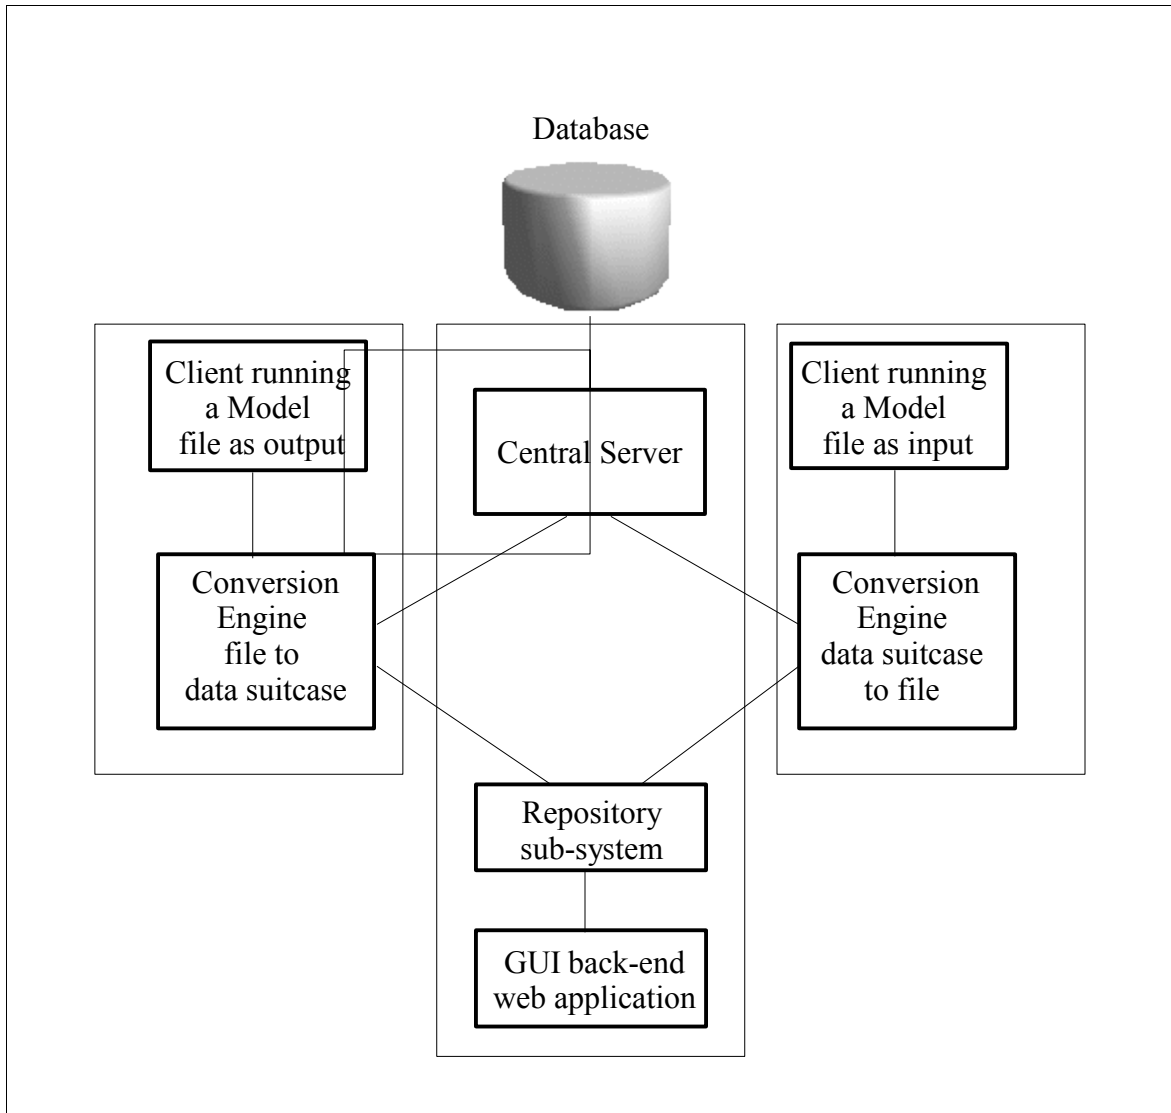 Database
Client running
a Model
file as output
Central Server
Client running
a Model
file as input
Conversion
Engine
file to
data suitcase
Conversion
Engine
data suitcase
to file
Repository
sub-system
GUI back-end
web application